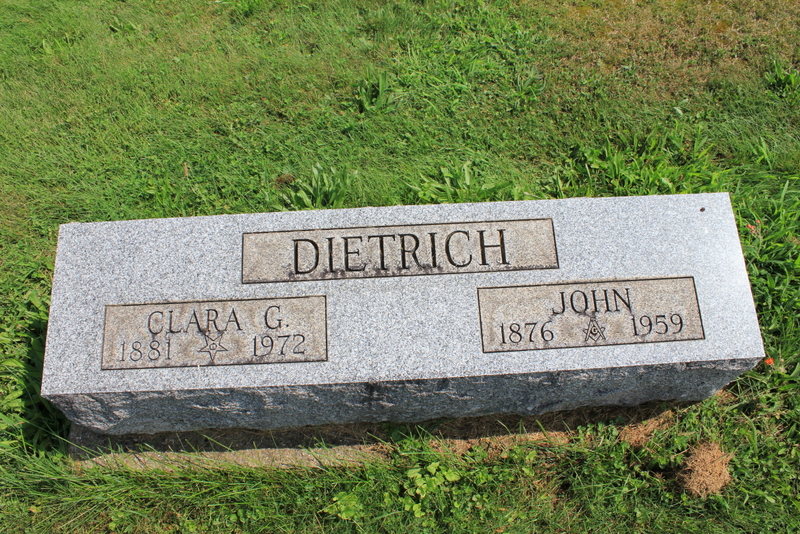 DIETRICH
CLARA G.
1881 1972
JOHN
1876 G 1959